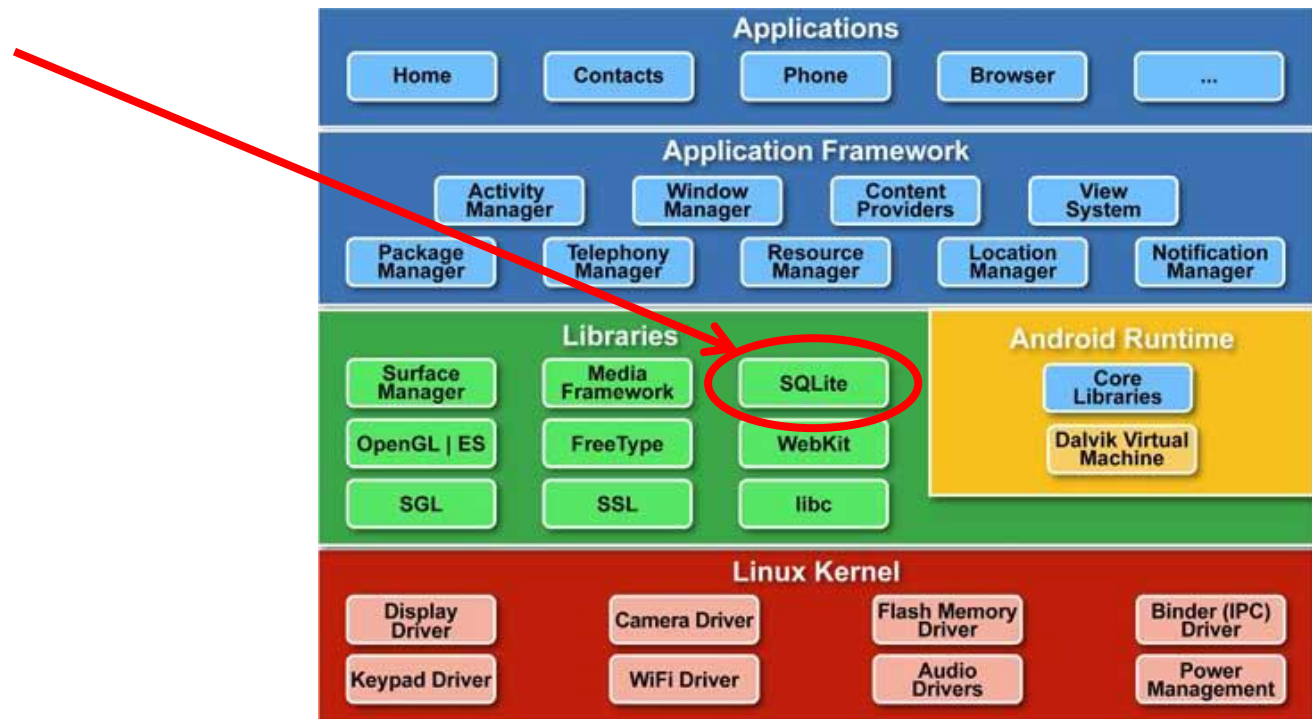 Applications
Home Contacts Phone Browser ...
Application Framework
Activity Manager Window Manager Content Providers View System
Package Manager Telephony Manager Resource Manager Location Manager Notification Manager
Libraries
Surface Manager Media Framework SQLite
OpenGL | ES FreeType WebKit
SGL SSL libc
Android Runtime
Core Libraries
Dalvik Virtual Machine
Linux Kernel
Display Driver Camera Driver Flash Memory Driver Binder (IPC) Driver
Keypad Driver WiFi Driver Audio Drivers Power Management